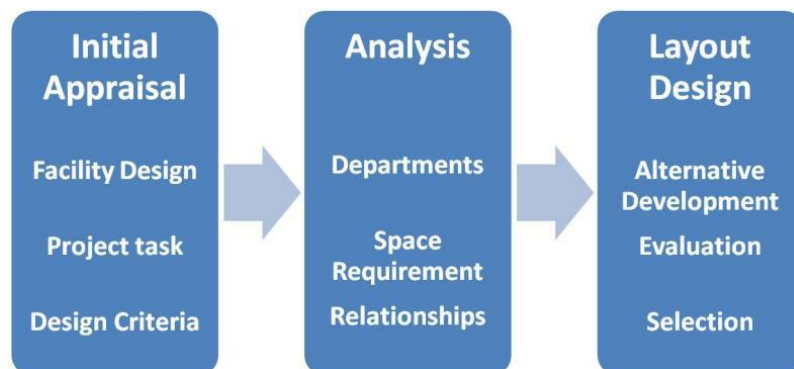 Initial
Appraisal
Facility Design
Project task
Design Criteria
Analysis
Departments
Space
Requirement
Relationships
Layout
Design
Alternative
Development
Evaluation
Selection